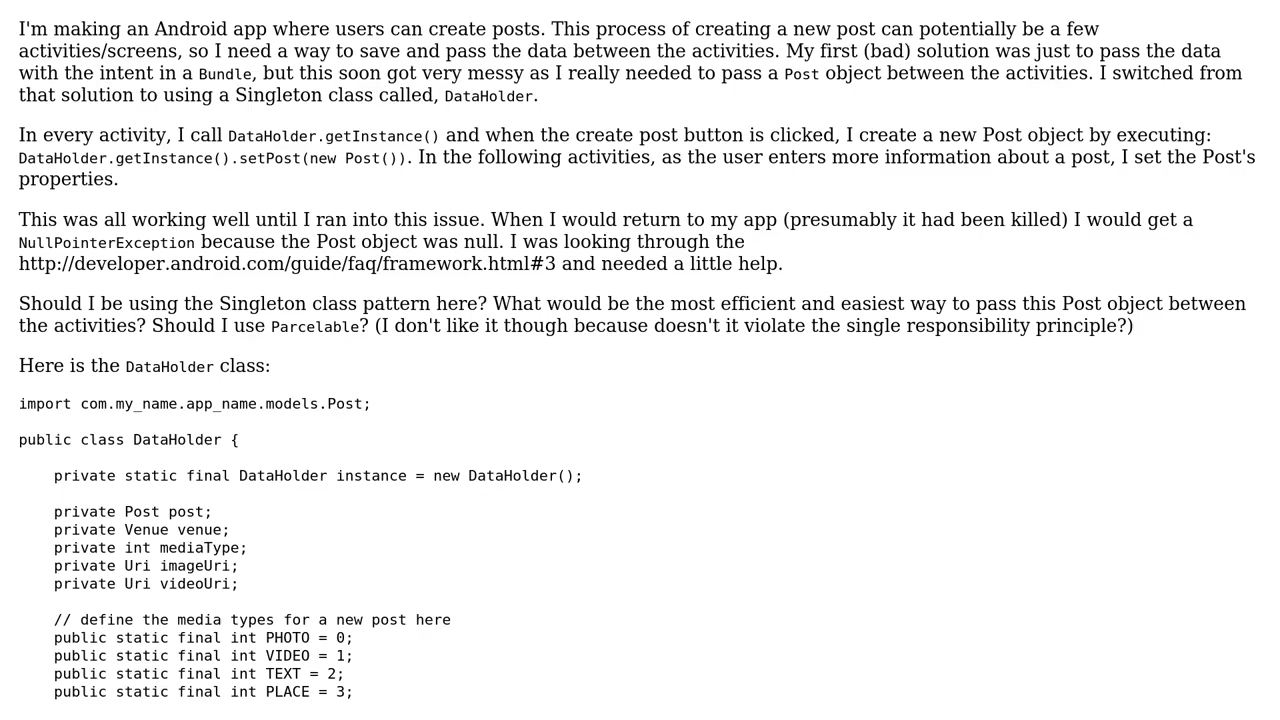 I'm making an Android app where users can create posts. This process of creating a new post can potentially be a few
activities/screens, so I need a way to save and pass the data between the activities. My first (bad) solution was just to pass the data
with the intent in a Bundle, but this soon got very messy as I really needed to pass a Post object between the activities. I switched from
that solution to using a Singleton class called, DataHolder.
In every activity, I call DataHolder.getInstance() and when the create post button is clicked, I create a new Post object by executing:
DataHolder.getInstance().setPost(new Post()). In the following activities, as the user enters more information about a post, I set the Post's
properties.
This was all working well until I ran into this issue. When I would return to my app (presumably it had been killed) I would get a
NullPointerException because the Post object was null. I was looking through the
http://developer.android.com/guide/faq/framework.html#3 and needed a little help.
Should I be using the Singleton class pattern here? What would be the most efficient and easiest way to pass this Post object between
the activities? Should I use Parcelable? (I don't like it though because doesn't it violate the single responsibility principle?)
Here is the DataHolder class:
import com.my_name.app_name.models.Post;
public class DataHolder {
    private static final DataHolder instance = new DataHolder();
    private Post post;
    private Venue venue;
    private int mediaType;
    private Uri imageUri;
    private Uri videoUri;
    // define the media types for a new post here
    public static final int PHOTO = 0;
    public static final int VIDEO = 1;
    public static final int TEXT = 2;
    public static final int PLACE = 3;